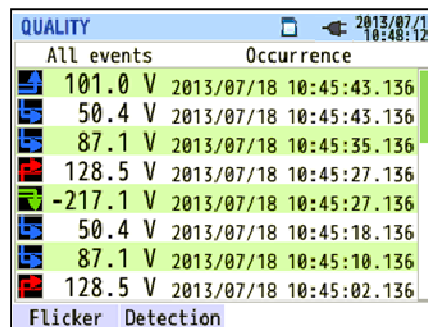 QUALITY 2013/07/1
10:48:12
All events Occurrence
101.0 V 2013/07/18 10:45:43.136
50.4 V 2013/07/18 10:45:43.136
87.1 V 2013/07/18 10:45:35.136
128.5 V 2013/07/18 10:45:27.136
-217.1 V 2013/07/18 10:45:27.136
50.4 V 2013/07/18 10:45:18.136
87.1 V 2013/07/18 10:45:10.136
128.5 V 2013/07/18 10:45:02.136
Flicker Detection